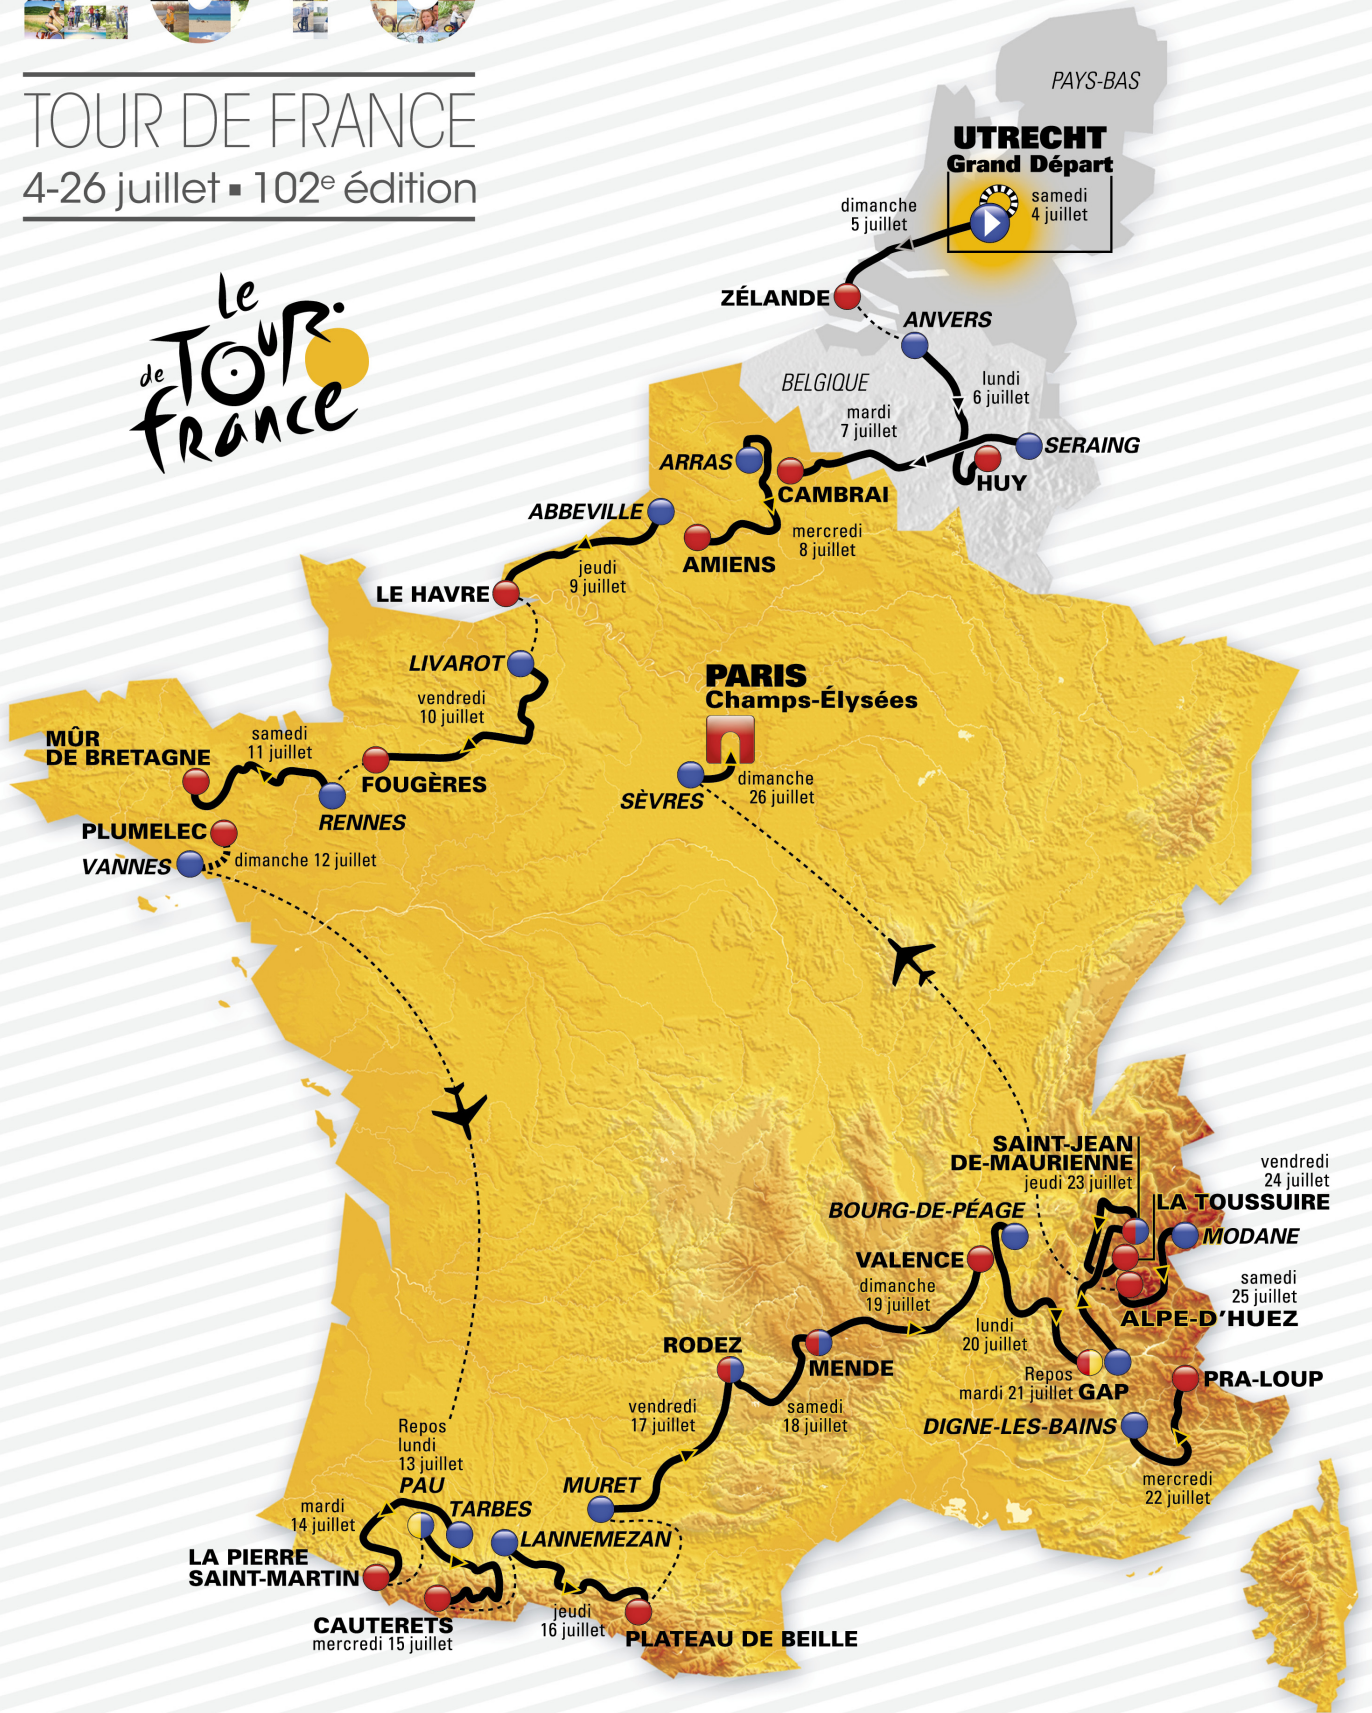 TOUR DE FRANCE
4-26 juillet ▪ 102e édition
Le
TOUR
de
france
PAYS-BAS
UTRECHT
Grand Départ
samedi
4 juillet
dimanche
5 juillet
ZÉLANDE
ANVERS
BELGIQUE
lundi
6 juillet
mardi
7 juillet
SERAING
HUY
ARRAS
CAMBRAI
ABBEVILLE
mercredi
8 juillet
AMIENS
jeudi
9 juillet
LE HAVRE
LIVAROT
vendredi
10 juillet
PARIS
Champs-Élysées
dimanche
26 juillet
SÈVRES
MÛR
DE BRETAGNE
samedi
11 juillet
FOUGÈRES
RENNES
PLUMELEC
VANNES
dimanche 12 juillet
SAINT-JEAN
DE-MAURIENNE
jeudi 23 juillet
vendredi
24 juillet
LA TOUSSUIRE
BOURG-DE-PÉAGE
MODANE
VALENCE
dimanche
19 juillet
samedi
25 juillet
ALPE-D'HUEZ
lundi
20 juillet
RODEZ
MENDE
Repos
mardi 21 juillet
GAP
PRA-LOUP
vendredi
17 juillet
samedi
18 juillet
DIGNE-LES-BAINS
mercredi
22 juillet
Repos
lundi
13 juillet
PAU
MURET
mardi
14 juillet
TARBES
LANNEMEZAN
LA PIERRE
SAINT-MARTIN
CAUTERETS
mercredi 15 juillet
jeudi
16 juillet
PLATEAU DE BEILLE